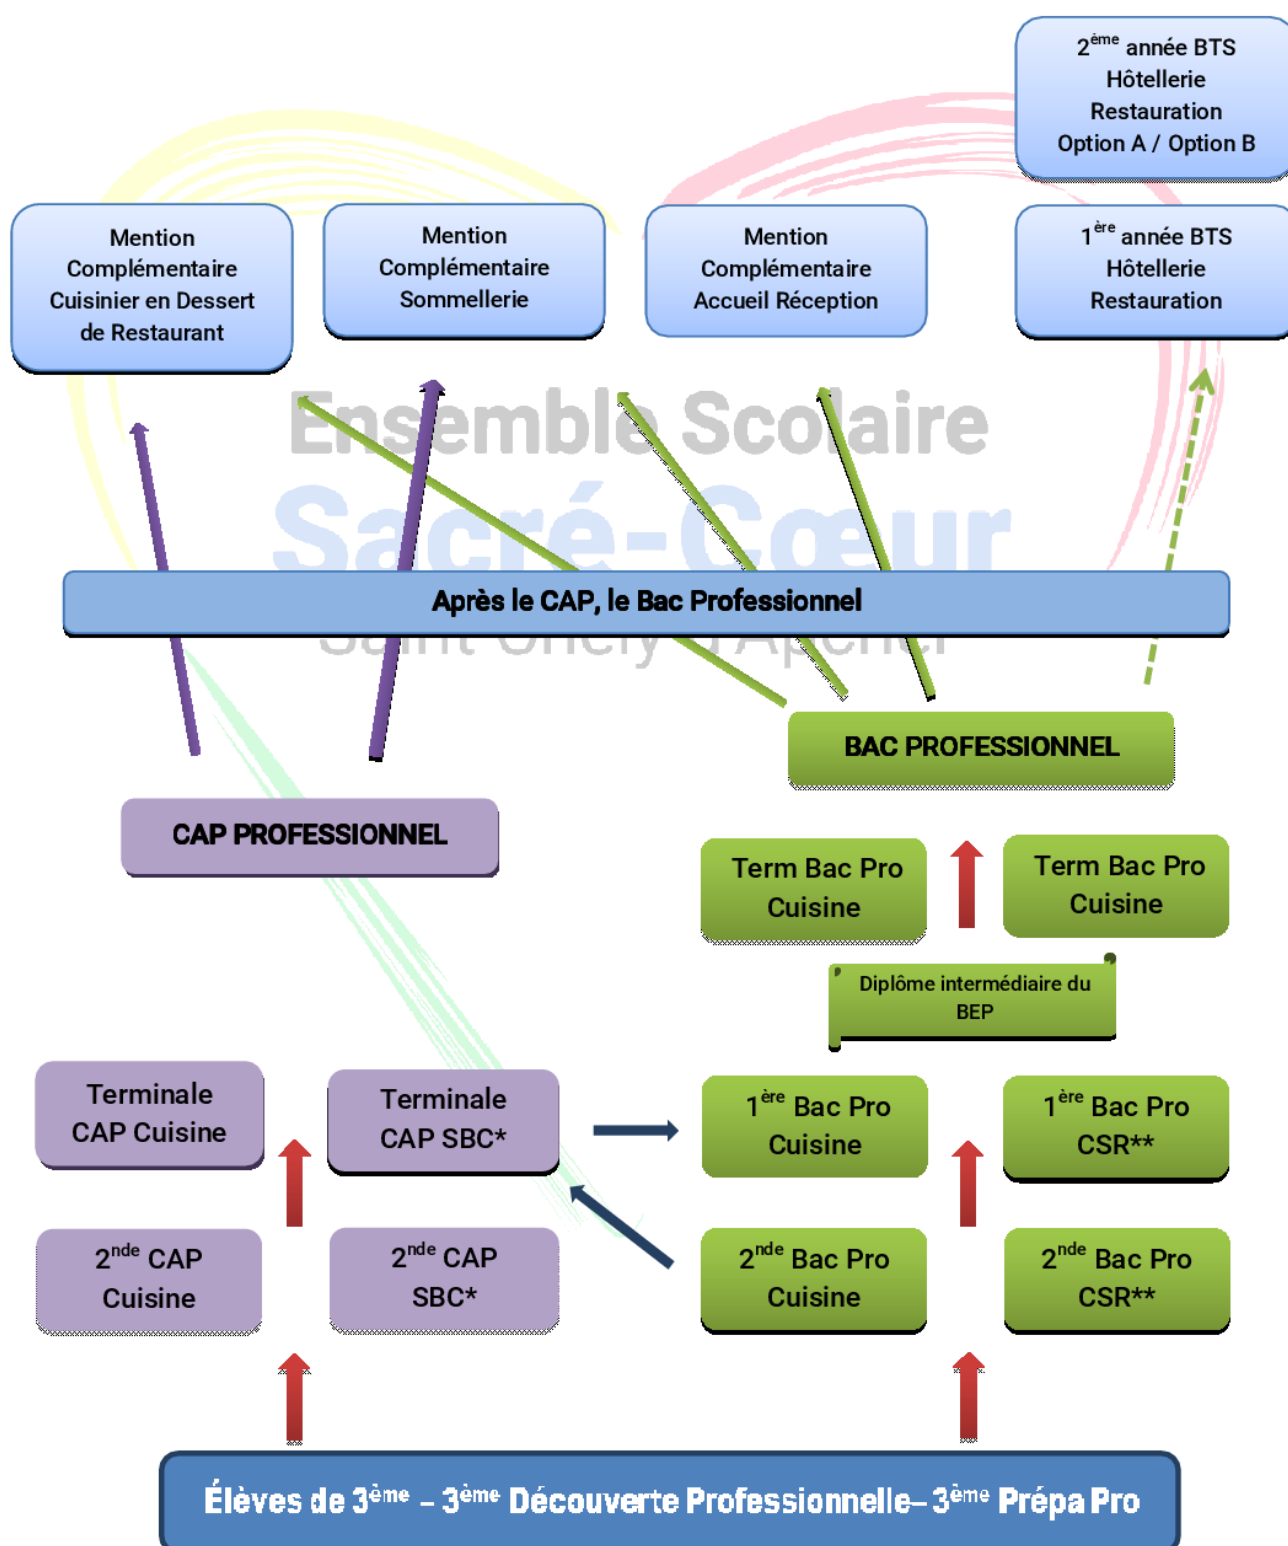 2ème année BTS
Hôtellerie
Restauration
Option A / Option B
Mention
Complémentaire
Cuisinier en Dessert
de Restaurant
Mention
Complémentaire
Sommellerie
Mention
Complémentaire
Accueil Réception
1ère année BTS
Hôtellerie
Restauration
Ensemble Scolaire
Sacré-Cœur
Après le CAP, le Bac Professionnel
Saint Chély d'Apcher
BAC PROFESSIONNEL
CAP PROFESSIONNEL
Term Bac Pro
Cuisine
Term Bac Pro
Cuisine
Diplôme intermédiaire du
BEP
Terminale
CAP Cuisine
Terminale
CAP SBC*
1ère Bac Pro
Cuisine
1ère Bac Pro
CSR**
2nde CAP
Cuisine
2nde CAP
SBC*
2nde Bac Pro
Cuisine
2nde Bac Pro
CSR**
Élèves de 3ème – 3ème Découverte Professionnelle– 3ème Prépa Pro